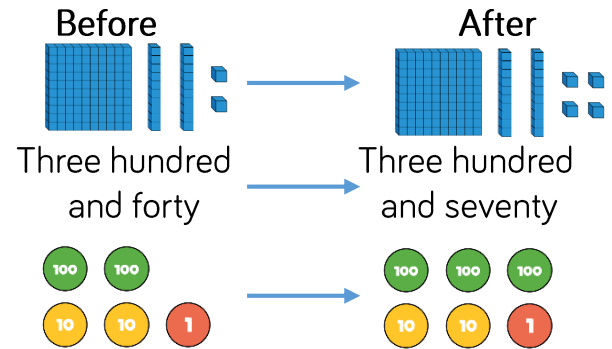 Before After
Three hundred Three hundred
and forty and seventy
100 100 100 100 100
10 10 1 10 10 1